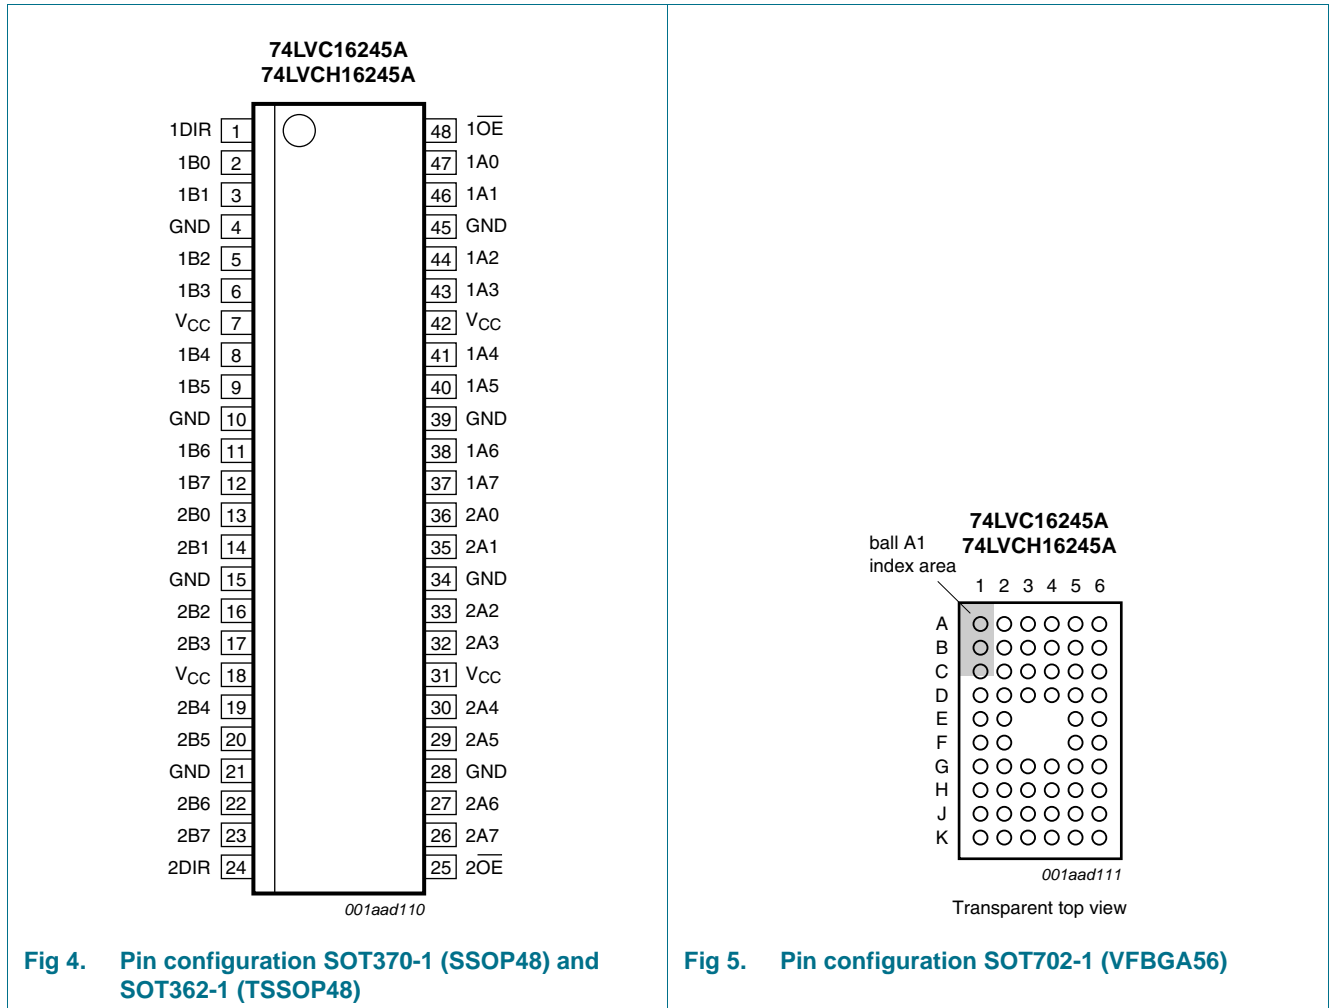 74LVC16245A
74LVCH16245A
1DIR 1 48 1OE
1B0 2 47 1A0
1B1 3 46 1A1
GND 4 45 GND
1B2 5 44 1A2
1B3 6 43 1A3
VCC 7 42 VCC
1B4 8 41 1A4
1B5 9 40 1A5
GND 10 39 GND
1B6 11 38 1A6
1B7 12 37 1A7
2B0 13 36 2A0
2B1 14 35 2A1
GND 15 34 GND
2B2 16 33 2A2
2B3 17 32 2A3
VCC 18 31 VCC
2B4 19 30 2A4
2B5 20 29 2A5
GND 21 28 GND
2B6 22 27 2A6
2B7 23 26 2A7
2DIR 24 25 2OE
001aad110
Fig 4. Pin configuration SOT370-1 (SSOP48) and
SOT362-1 (TSSOP48)
74LVC16245A
74LVCH16245A
ball A1
index area
1 2 3 4 5 6
A
B
C
D
E
F
G
H
J
K
001aad111
Transparent top view
Fig 5. Pin configuration SOT702-1 (VFBGA56)